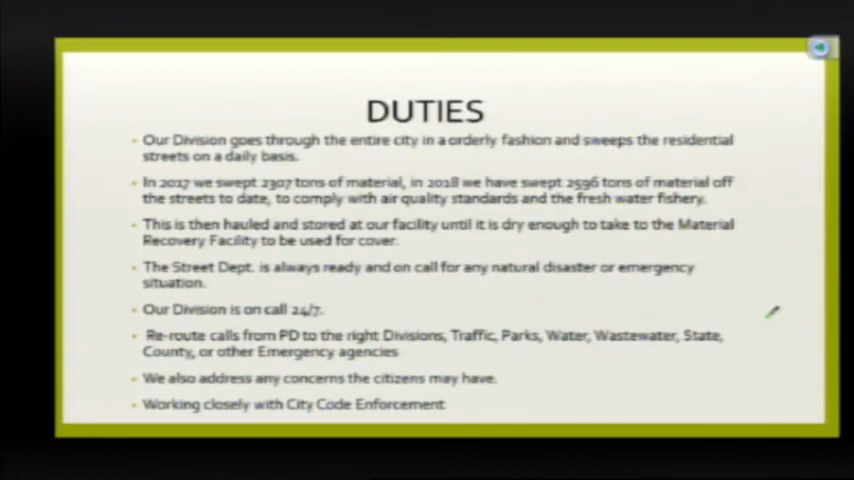 DUTIES
Our Division goes through the entire city in a orderly fashion and sweeps the residential
streets on a daily basis.
In 2017 we swept 2307 tons of material, in 2018 we have swept 2596 tons of material off
the streets to date, to comply with air quality standards and the fresh water fishery.
This is then hauled and stored at our facility until it is dry enough to take to the Material
Recovery Facility to be used for cover.
The Street Dept. is always ready and on call for any natural disaster or emergency
situation.
Our Division is on call 24/7.
Re-route calls from PD to the right Divisions, Traffic, Parks, Water, Wastewater, State,
County, or other Emergency agencies
We also address any concerns the citizens may have.
Working closely with City Code Enforcement